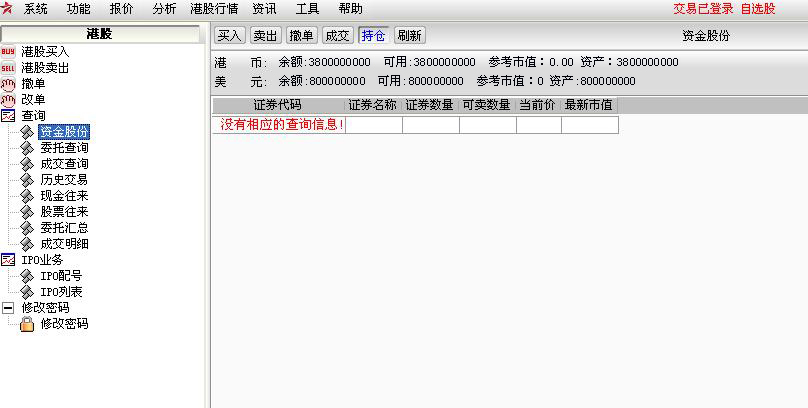 系统 功能 报价 分析 港股行情 资讯 工具 帮助 交易已登录 自选股
港股
港股买入
港股卖出
撤单
改单
查询
资金股份
委托查询
成交查询
历史交易
现金往来
股票往来
委托汇总
成交明细
IPO业务
IPO配号
IPO列表
修改密码
修改密码
买入 卖出 撤单 成交 持仓 刷新 资金股份
港 币: 余额:3800000000 可用:3800000000 参考市值：0.00 资产：3800000000
美 元: 余额:800000000 可用:800000000 参考市值：0 资产:800000000
证券代码 证券名称 证券数量 可卖数量 当前价 最新市值
没有相应的查询信息!